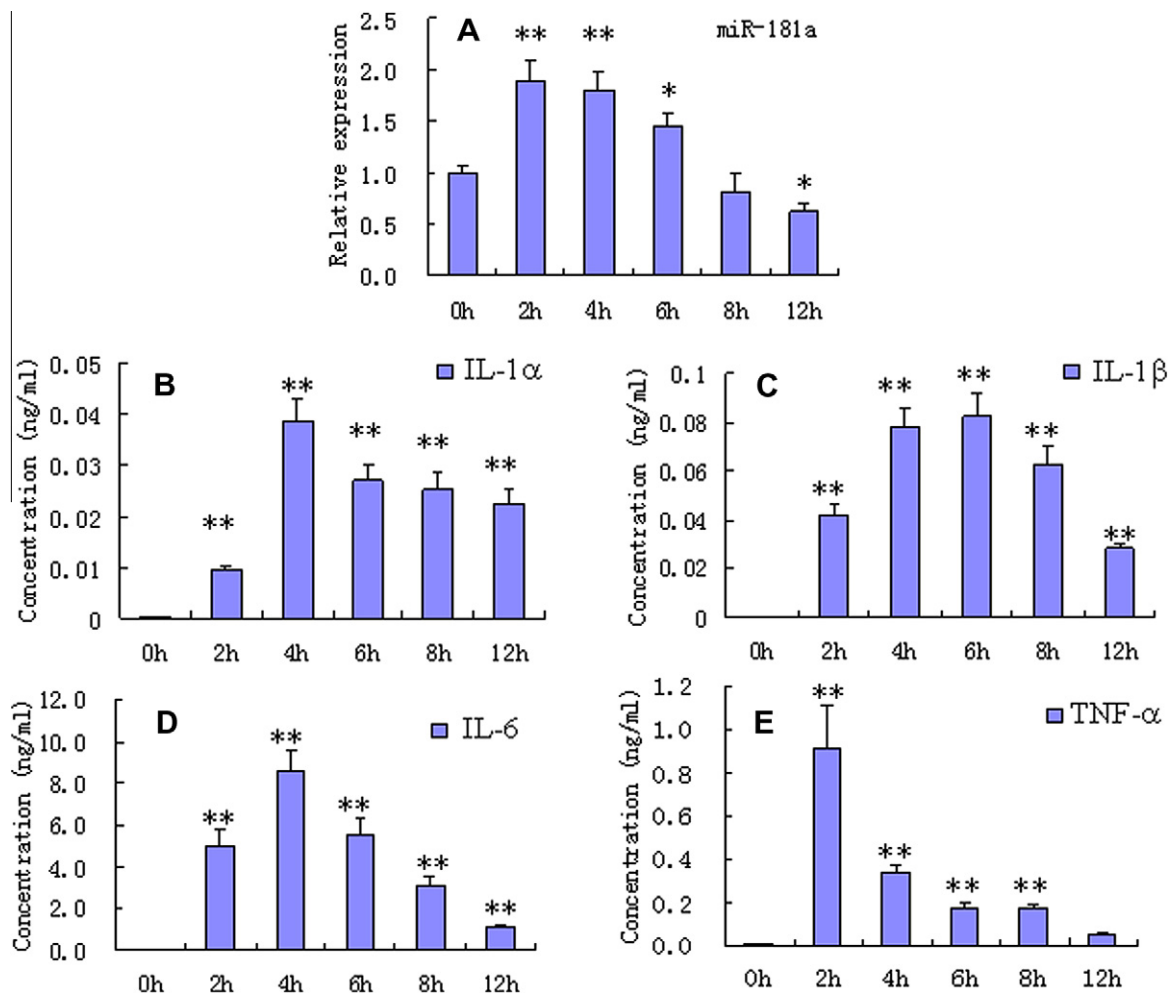 A
miR-181a
** ** * *
Relative expression
2.5
2.0
1.5
1.0
0.5
0.0
0h 2h 4h 6h 8h 12h
B
IL-1α
** ** ** ** **
Concentration (ng/ml)
0.05
0.04
0.03
0.02
0.01
0
0h 2h 4h 6h 8h 12h
C
IL-1β
** ** ** ** **
Concentration (ng/ml)
0.1
0.08
0.06
0.04
0.02
0
0h 2h 4h 6h 8h 12h
D
IL-6
** ** ** ** **
Concentration (ng/ml)
12.0
10.0
8.0
6.0
4.0
2.0
0.0
0h 2h 4h 6h 8h 12h
E
TNF-α
** ** ** **
Concentration (ng/ml)
1.2
1.0
0.8
0.6
0.4
0.2
0.0
0h 2h 4h 6h 8h 12h